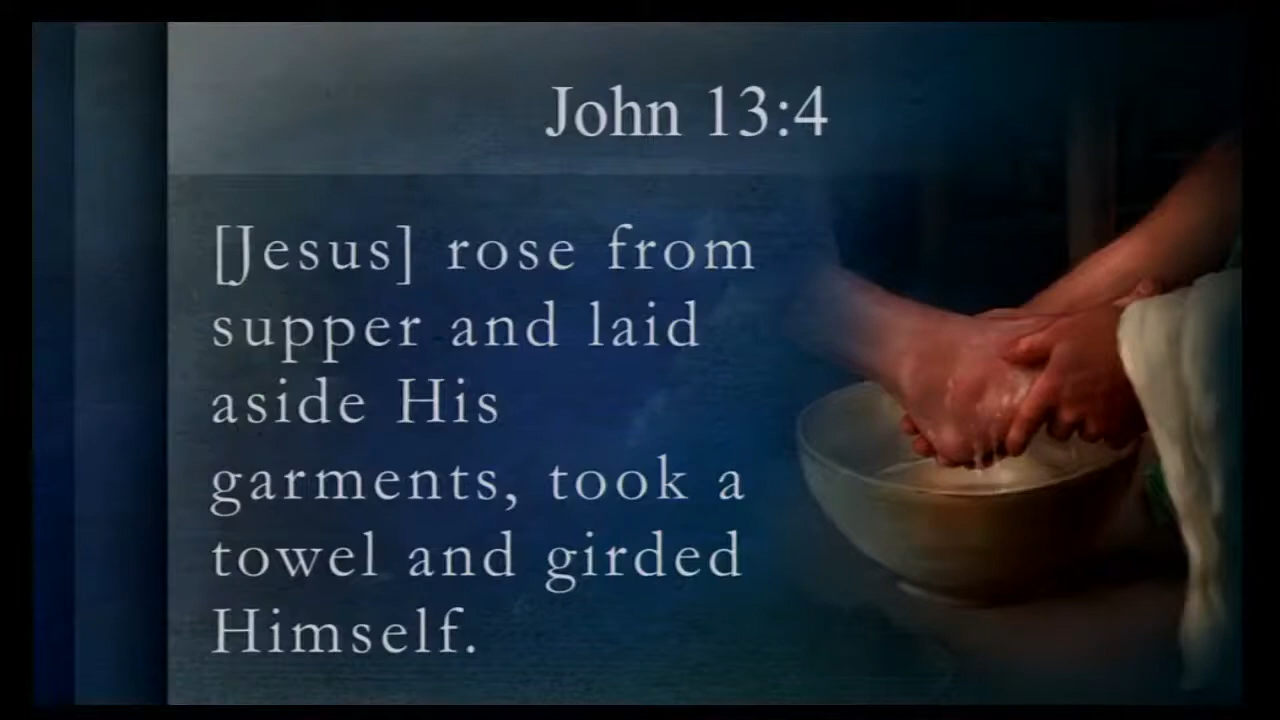 John 13:4
[Jesus] rose from
supper and laid
aside His
garments, took a
towel and girded
Himself.